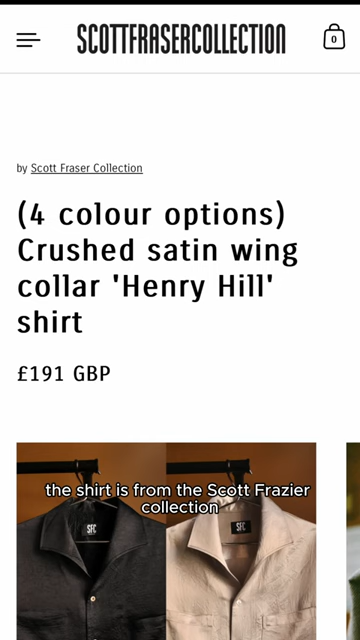 SCOTTFRASERCOLLECTION
0
by Scott Fraser Collection
(4 colour options)
Crushed satin wing
collar 'Henry Hill'
shirt
£191 GBP
the shirt is from the Scott Frazier
collection
SFC
SFC